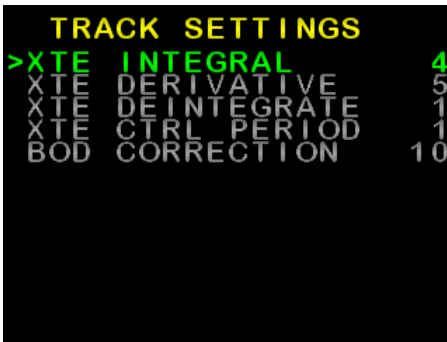 TRACK SETTINGS
>XTE INTEGRAL 4
XTE DERIVATIVE 5
XTE DEINTEGRATE 1
XTE CTRL PERIOD 1
BOD CORRECTION 10